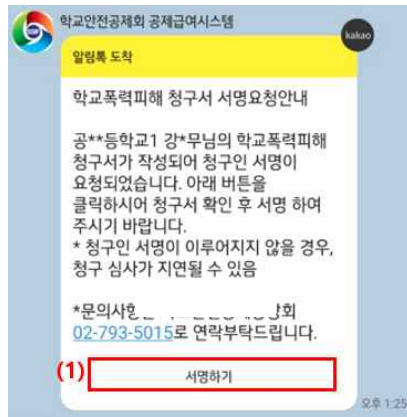 학교안전공제회 공제급여시스템
kakao
알림톡 도착
학교폭력피해 청구서 서명요청안내
공**등학교1 강*무님의 학교폭력피해
청구서가 작성되어 청구인 서명이
요청되었습니다. 아래 버튼을
클릭하시어 청구서 확인 후 서명 하여
주시기 바랍니다.
* 청구인 서명이 이루어지지 않을 경우,
청구 심사가 지연될 수 있음
*문의사항
02-793-5015로 연락부탁드립니다.
(1)
서명하기
오후 1:25